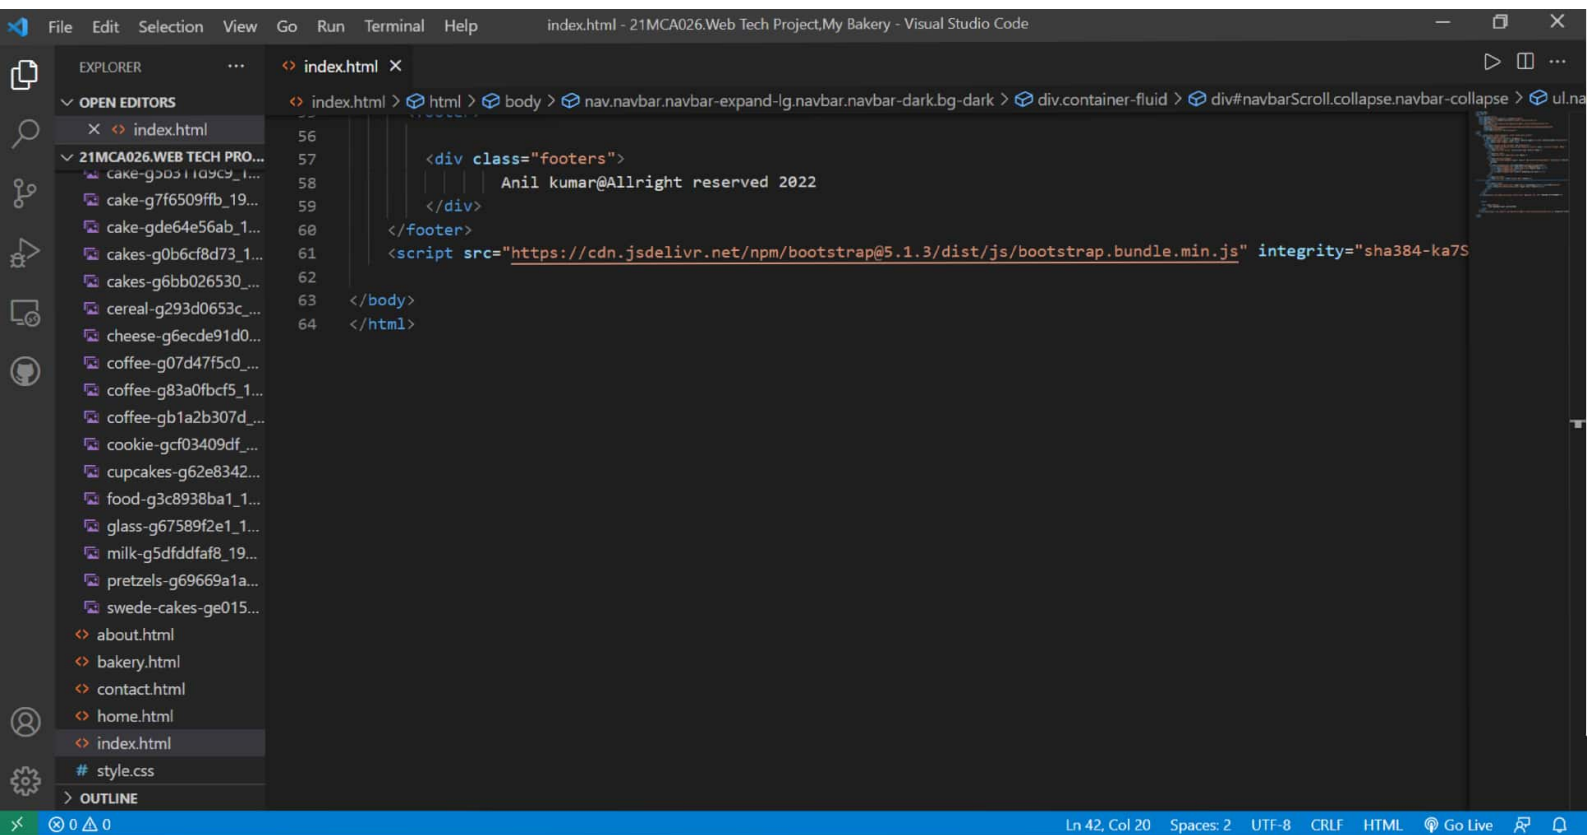 File Edit Selection View Go Run Terminal Help
index.html - 21MCA026.Web Tech Project,My Bakery - Visual Studio Code
EXPLORER
index.html
OPEN EDITORS
index.html > html > body > nav.navbar.navbar-expand-lg.navbar.navbar-dark.bg-dark > div.container-fluid > div#navbarScroll.collapse.navbar-collapse > ul.na
index.html
21MCA026.WEB TECH PRO...
cake-g7f6509ffb_19...
cake-gde64e56ab_1...
cakes-g0b6cf8d73_1...
cakes-g6bb026530_...
cereal-g293d0653c_...
cheese-g6ecde91d0...
coffee-g07d47f5c0_...
coffee-g83a0fbcf5_1...
coffee-gb1a2b307d_...
cookie-gcf03409df_...
cupcakes-g62e8342...
food-g3c8938ba1_1...
glass-g67589f2e1_1...
milk-g5dfddfaf8_19...
pretzels-g69669a1a...
swede-cakes-ge015...
about.html
bakery.html
contact.html
home.html
index.html
# style.css
OUTLINE
56
57 <div class="footers">
58 Anil kumar@Allright reserved 2022
59 </div>
60 </footer>
61 <script src="https://cdn.jsdelivr.net/npm/bootstrap@5.1.3/dist/js/bootstrap.bundle.min.js" integrity="sha384-ka7S
62
63 </body>
64 </html>
0 0
Ln 42, Col 20 Spaces: 2 UTF-8 CRLF HTML Go Live